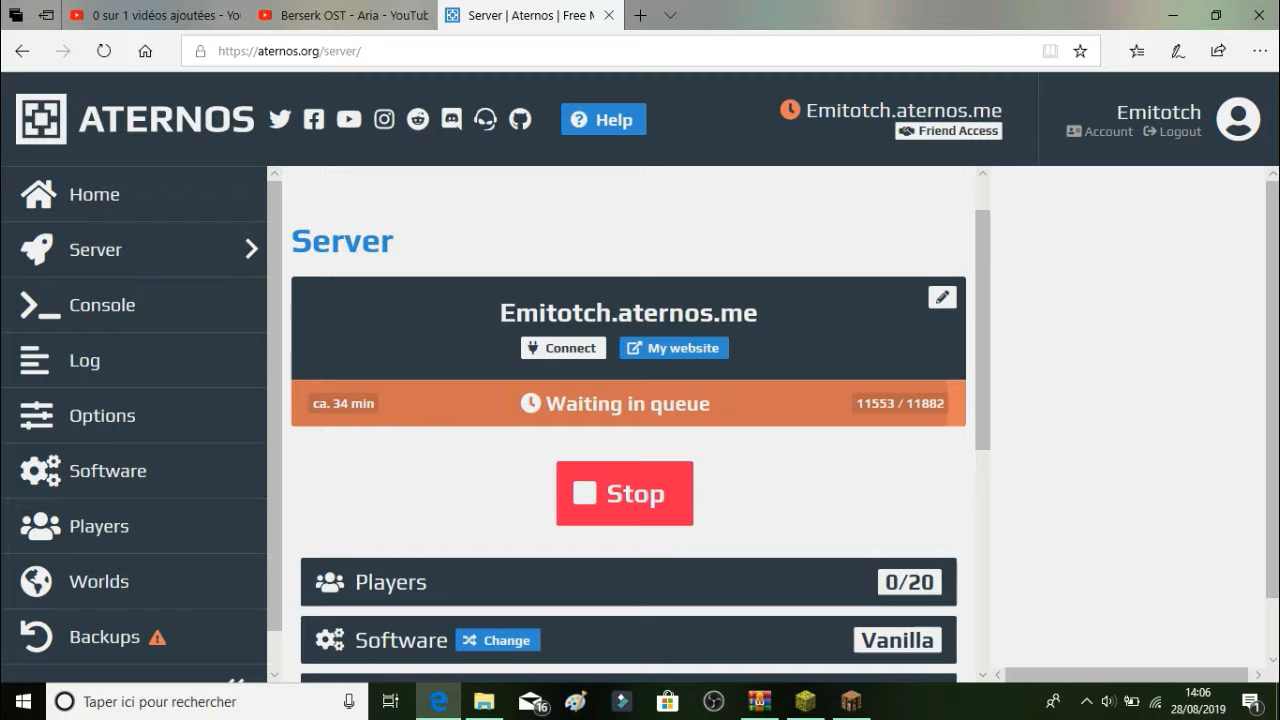 0 sur 1 vidéos ajoutées - Yo
Berserk OST - Aria - YouTub
Server | Aternos | Free M
https://aternos.org/server/
ATERNOS
Help
Emitotch.aternos.me
Friend Access
Emitotch
Account
Logout
Home
Server
Console
Log
Options
Software
Players
Worlds
Backups
Server
Emitotch.aternos.me
Connect
My website
ca. 34 min
Waiting in queue
11553 / 11882
Stop
Players
0/20
Software
Change
Vanilla
Taper ici pour rechercher
16
14:06
28/08/2019
1